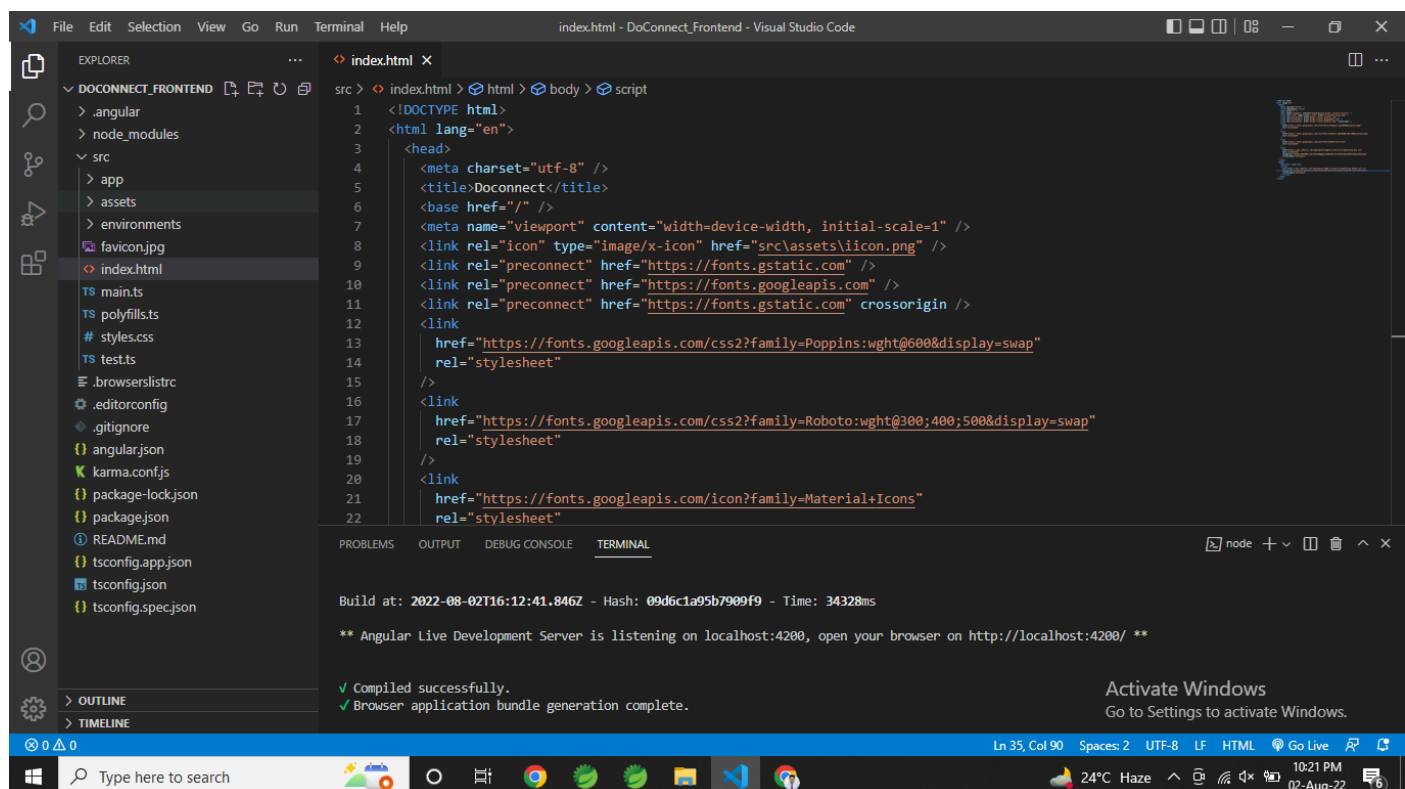 File Edit Selection View Go Run Terminal Help index.html - DoConnect_Frontend - Visual Studio Code
EXPLORER
DOCONNECT_FRONTEND
.angular
node_modules
src
app
assets
environments
favicon.jpg
index.html
TS main.ts
TS polyfills.ts
# styles.css
TS test.ts
.browserslistrc
.editorconfig
.gitignore
{} angular.json
K karma.conf.js
{} package-lock.json
{} package.json
README.md
{} tsconfig.app.json
TS tsconfig.json
{} tsconfig.spec.json
OUTLINE
TIMELINE
index.html
src > index.html > html > body > script
1 <!DOCTYPE html>
2 <html lang="en">
3 <head>
4 <meta charset="utf-8" />
5 <title>Doconnect</title>
6 <base href="/" />
7 <meta name="viewport" content="width=device-width, initial-scale=1" />
8 <link rel="icon" type="image/x-icon" href="src\assets\iicon.png" />
9 <link rel="preconnect" href="https://fonts.gstatic.com" />
10 <link rel="preconnect" href="https://fonts.googleapis.com" />
11 <link rel="preconnect" href="https://fonts.gstatic.com" crossorigin />
12 <link
13 href="https://fonts.googleapis.com/css2?family=Poppins:wght@600&display=swap"
14 rel="stylesheet"
15 />
16 <link
17 href="https://fonts.googleapis.com/css2?family=Roboto:wght@300;400;500&display=swap"
18 rel="stylesheet"
19 />
20 <link
21 href="https://fonts.googleapis.com/icon?family=Material+Icons"
22 rel="stylesheet"
PROBLEMS OUTPUT DEBUG CONSOLE TERMINAL node
Build at: 2022-08-02T16:12:41.846Z - Hash: 09d6c1a95b7909f9 - Time: 34328ms
** Angular Live Development Server is listening on localhost:4200, open your browser on http://localhost:4200/ **
√ Compiled successfully.
√ Browser application bundle generation complete.
Activate Windows
Go to Settings to activate Windows.
0 0 Ln 35, Col 90 Spaces: 2 UTF-8 LF HTML Go Live
Type here to search 24°C Haze 10:21 PM
02-Aug-22 6